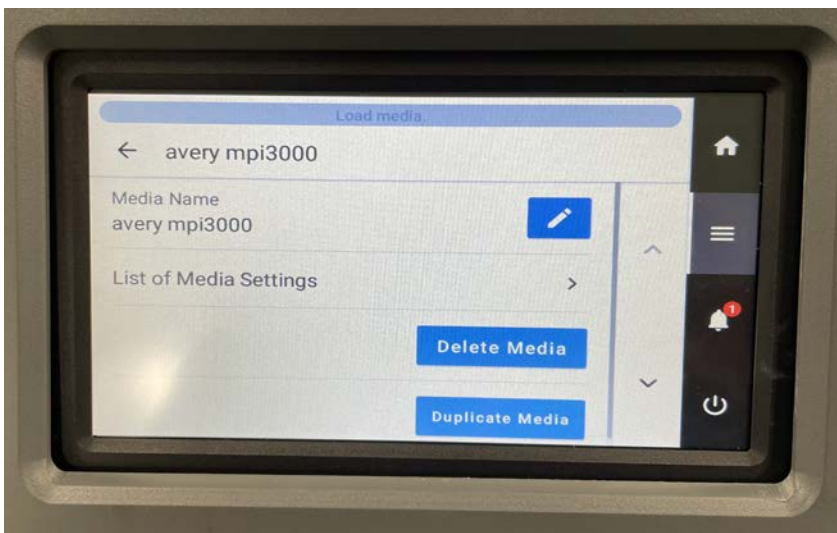 Load media.
avery mpi3000
Media Name
avery mpi3000
List of Media Settings
Delete Media
Duplicate Media
1